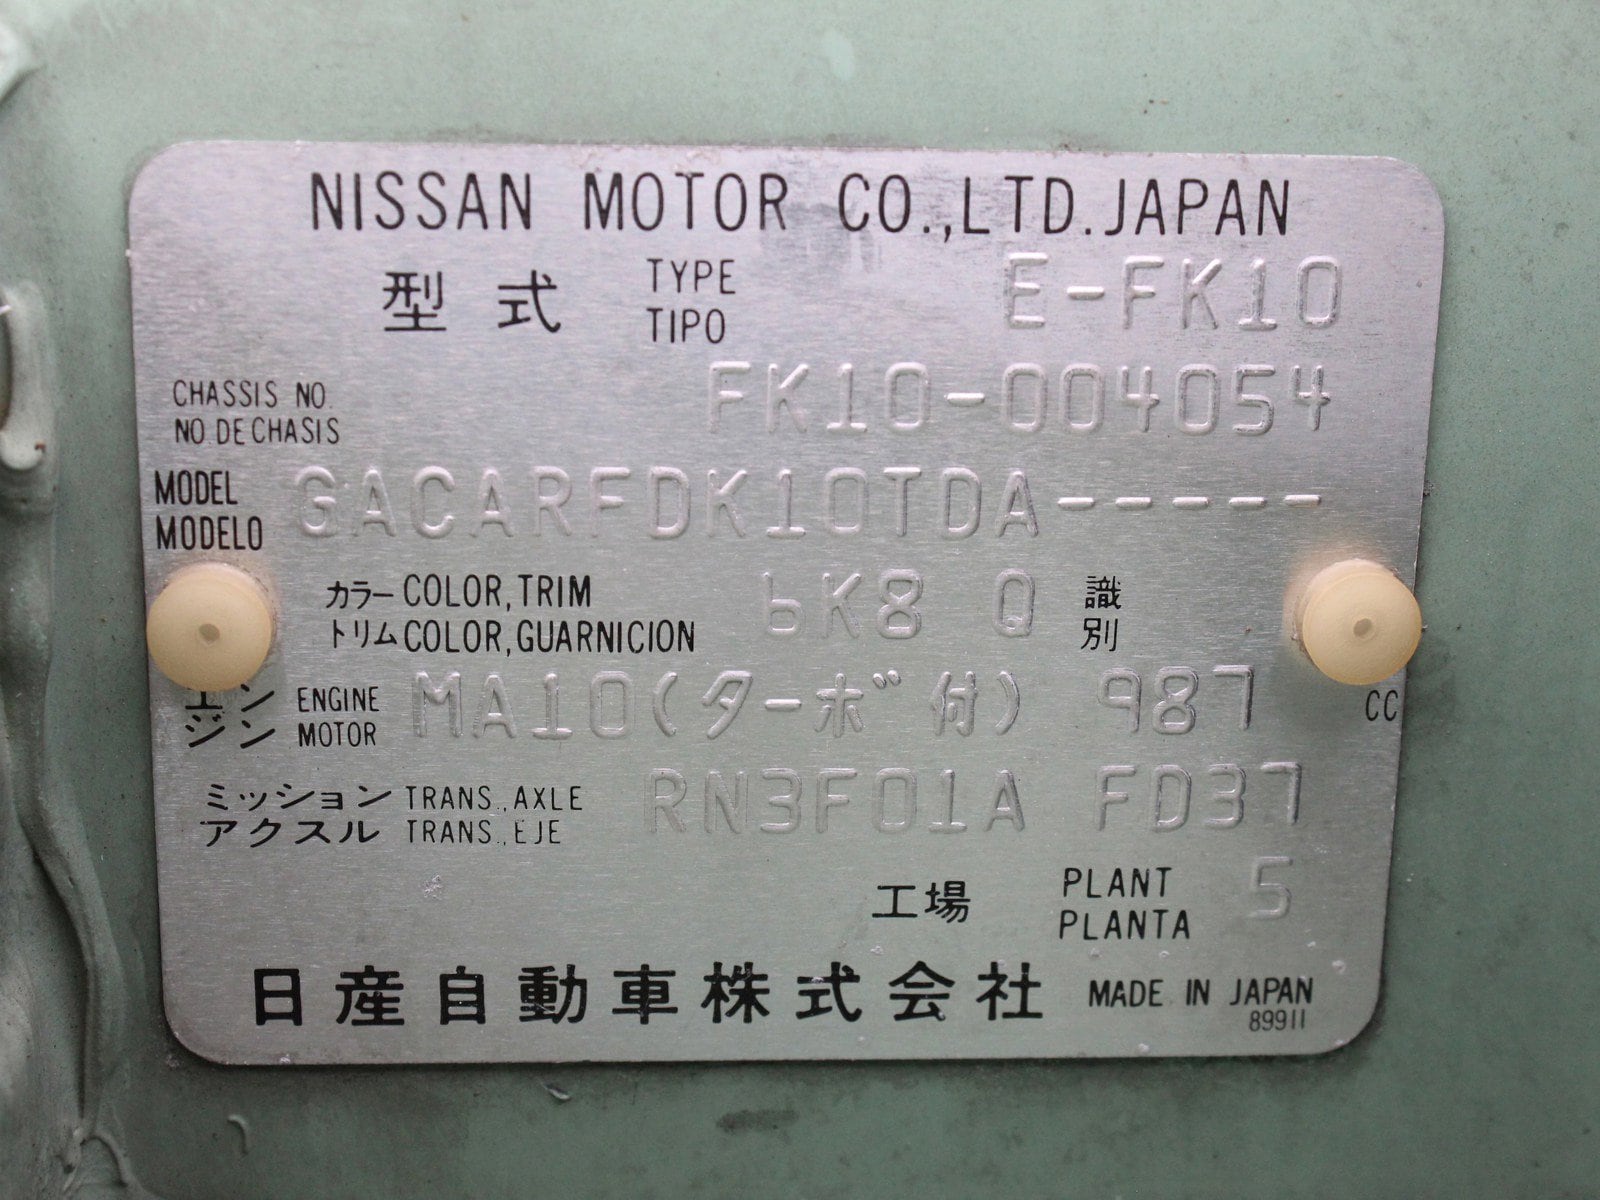 NISSAN MOTOR CO.,LTD.JAPAN
型式 TYPE E-FK10
TIPO
CHASSIS NO. FK10-004054
NO DE CHASIS
MODEL GACARFDK10TDA-----
MODELO
カラー COLOR,TRIM 6K8 Q 識
トリム COLOR,GUARNICION 別
エン ENGINE MA10(ターボ付) 987 CC
ジン MOTOR
ミッション TRANS.,AXLE RN3F01A FD37
アクスル TRANS.,EJE
工場 PLANT 5
PLANTA
日産自動車株式会社 MADE IN JAPAN
89911